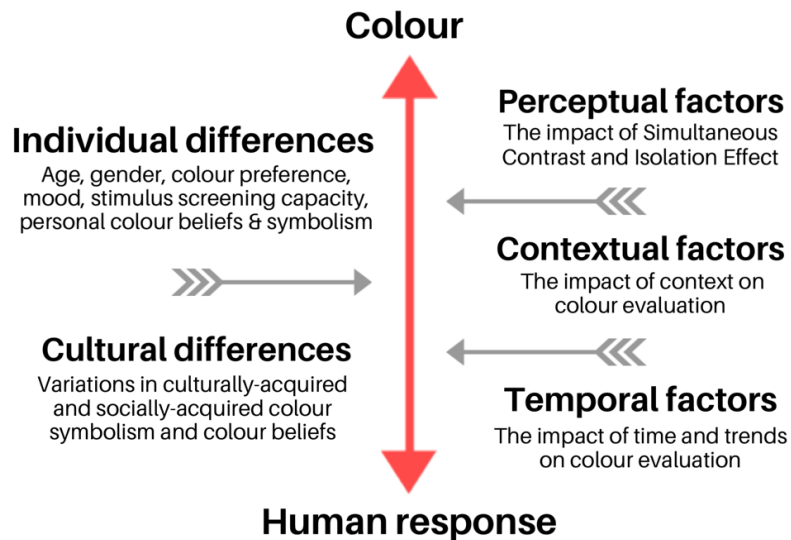 Colour
Individual differences
Age, gender, colour preference,
mood, stimulus screening capacity,
personal colour beliefs & symbolism
Cultural differences
Variations in culturally-acquired
and socially-acquired colour
symbolism and colour beliefs
Perceptual factors
The impact of Simultaneous
Contrast and Isolation Effect
Contextual factors
The impact of context on
colour evaluation
Temporal factors
The impact of time and trends
on colour evaluation
Human response